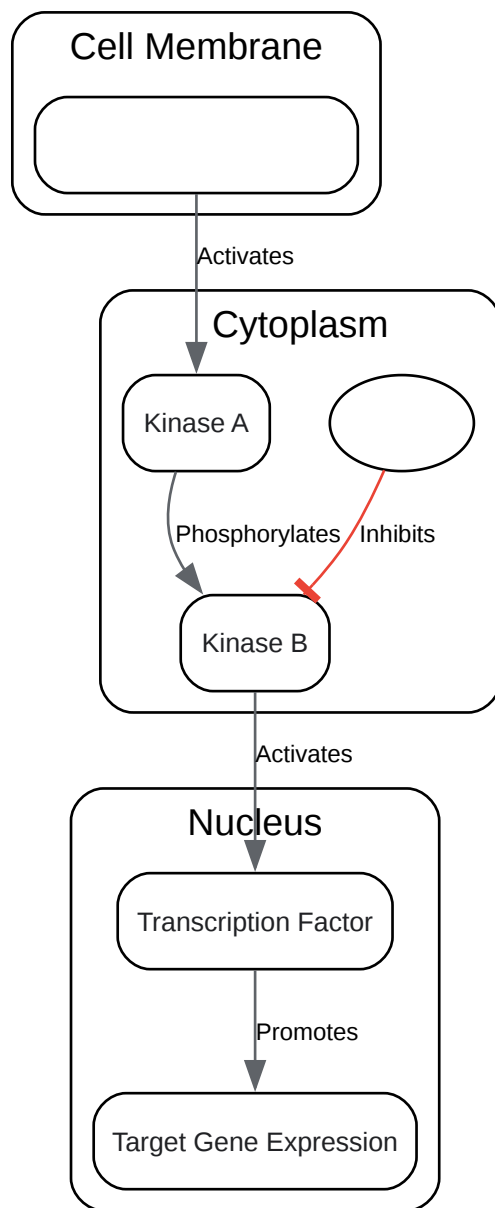 Cell Membrane
Activates
Cytoplasm
Kinase A
Phosphorylates
Inhibits
Kinase B
Activates
Nucleus
Transcription Factor
Promotes
Target Gene Expression